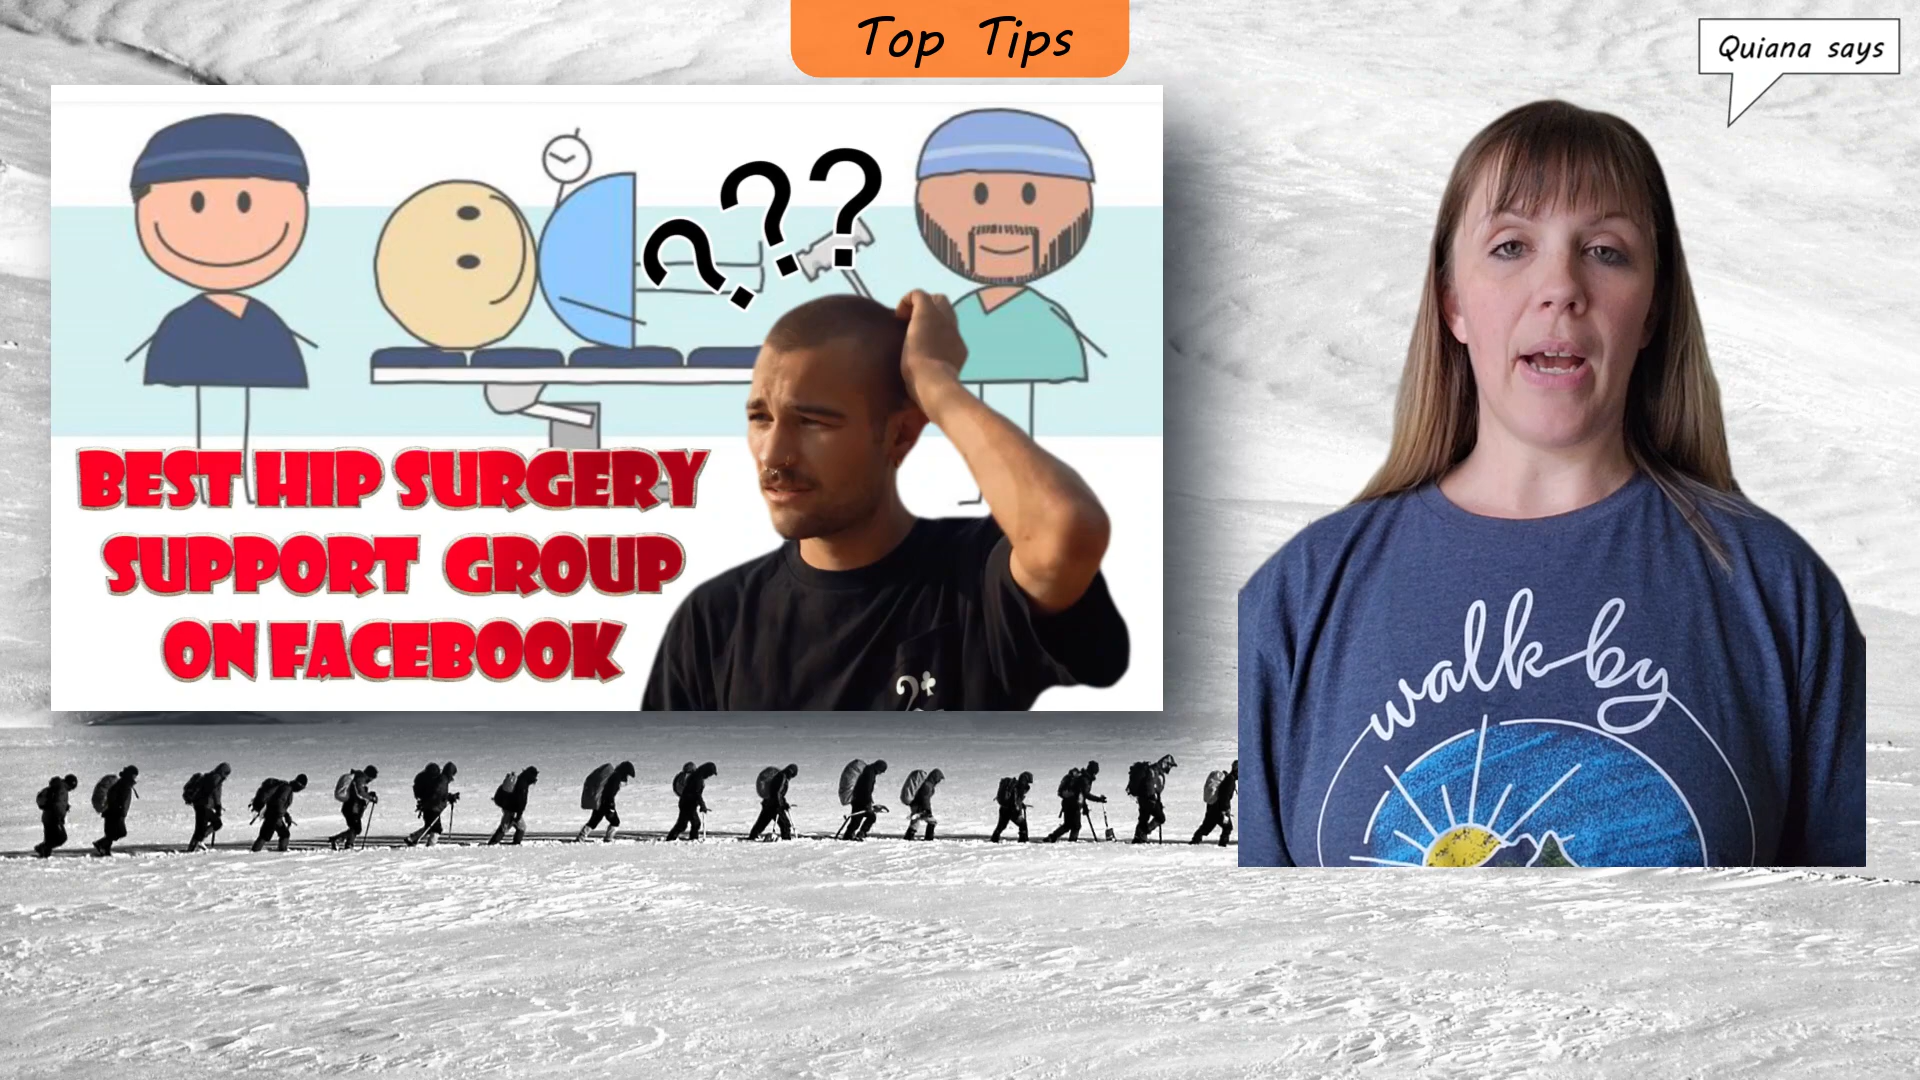 Top Tips
Quiana says
???
BEST HIP SURGERY
SUPPORT GROUP
ON FACEBOOK
walk by